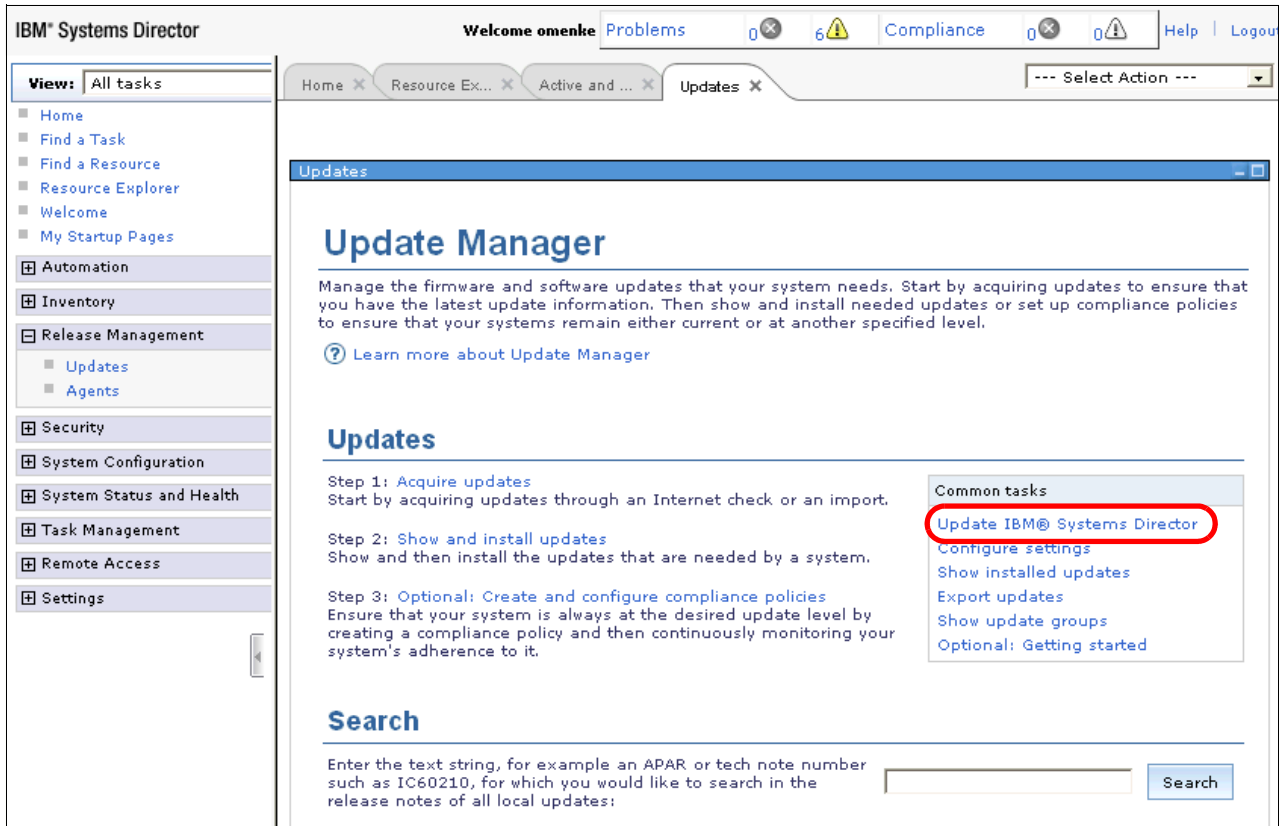 IBM® Systems Director
Welcome omenke Problems 0 6 Compliance 0 0 Help | Logout
View: All tasks
Home
Find a Task
Find a Resource
Resource Explorer
Welcome
My Startup Pages
Automation
Inventory
Release Management
Updates
Agents
Security
System Configuration
System Status and Health
Task Management
Remote Access
Settings
Home Resource Ex... Active and ... Updates
--- Select Action ---
Updates
Update Manager
Manage the firmware and software updates that your system needs. Start by acquiring updates to ensure that
you have the latest update information. Then show and install needed updates or set up compliance policies
to ensure that your systems remain either current or at another specified level.
? Learn more about Update Manager
Updates
Step 1: Acquire updates
Start by acquiring updates through an Internet check or an import.
Step 2: Show and install updates
Show and then install the updates that are needed by a system.
Step 3: Optional: Create and configure compliance policies
Ensure that your system is always at the desired update level by
creating a compliance policy and then continuously monitoring your
system's adherence to it.
Common tasks
Update IBM® Systems Director
Configure settings
Show installed updates
Export updates
Show update groups
Optional: Getting started
Search
Enter the text string, for example an APAR or tech note number
such as IC60210, for which you would like to search in the
release notes of all local updates:
Search